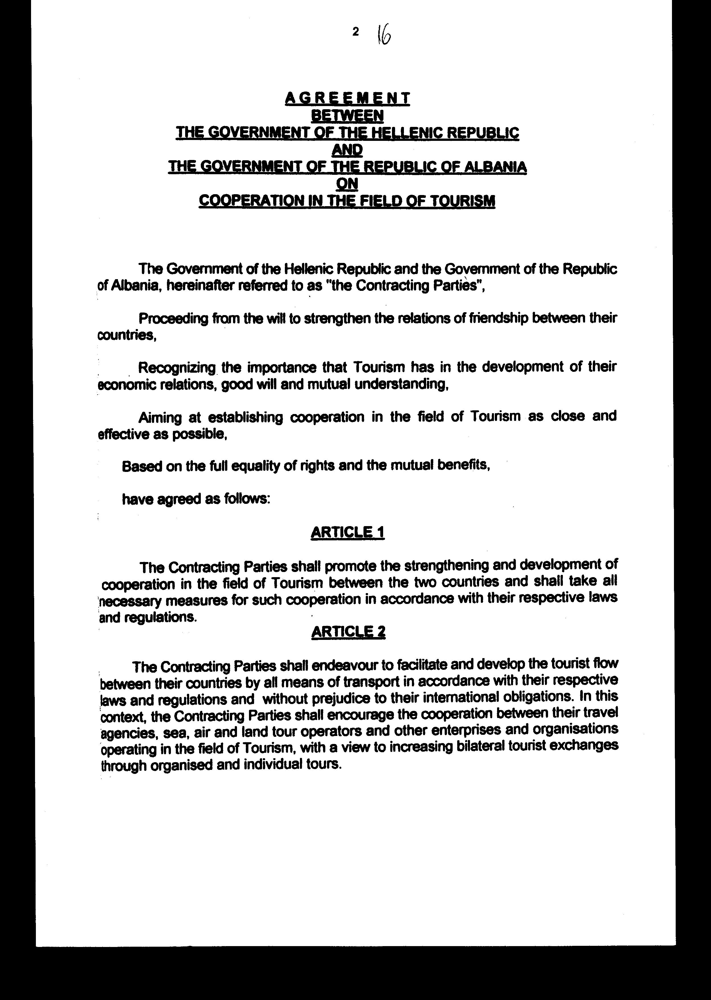 2 16
AGREEMENT
BETWEEN
THE GOVERNMENT OF THE HELLENIC REPUBLIC
AND
THE GOVERNMENT OF THE REPUBLIC OF ALBANIA
ON
COOPERATION IN THE FIELD OF TOURISM
The Government of the Hellenic Republic and the Government of the Republic
of Albania, hereinafter referred to as "the Contracting Parties",
Proceeding from the will to strengthen the relations of friendship between their
countries,
Recognizing the importance that Tourism has in the development of their
economic relations, good will and mutual understanding,
Aiming at establishing cooperation in the field of Tourism as close and
effective as possible,
Based on the full equality of rights and the mutual benefits,
have agreed as follows:
ARTICLE 1
The Contracting Parties shall promote the strengthening and development of
cooperation in the field of Tourism between the two countries and shall take all
necessary measures for such cooperation in accordance with their respective laws
and regulations.
ARTICLE 2
The Contracting Parties shall endeavour to facilitate and develop the tourist flow
between their countries by all means of transport in accordance with their respective
laws and regulations and without prejudice to their international obligations. In this
context, the Contracting Parties shall encourage the cooperation between their travel
agencies, sea, air and land tour operators and other enterprises and organisations
operating in the field of Tourism, with a view to increasing bilateral tourist exchanges
through organised and individual tours.